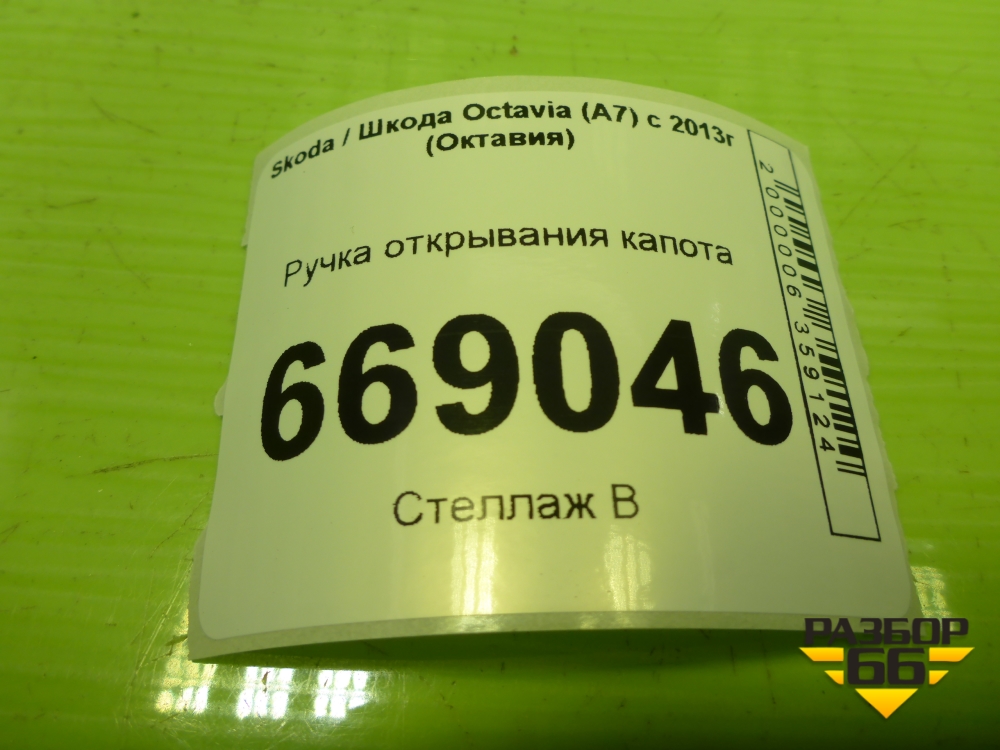 Skoda / Шкода Octavia (A7) с 2013г
(Октавия)
Ручка открывания капота
669046
Стеллаж В
2000006359124
РАЗБОР
66